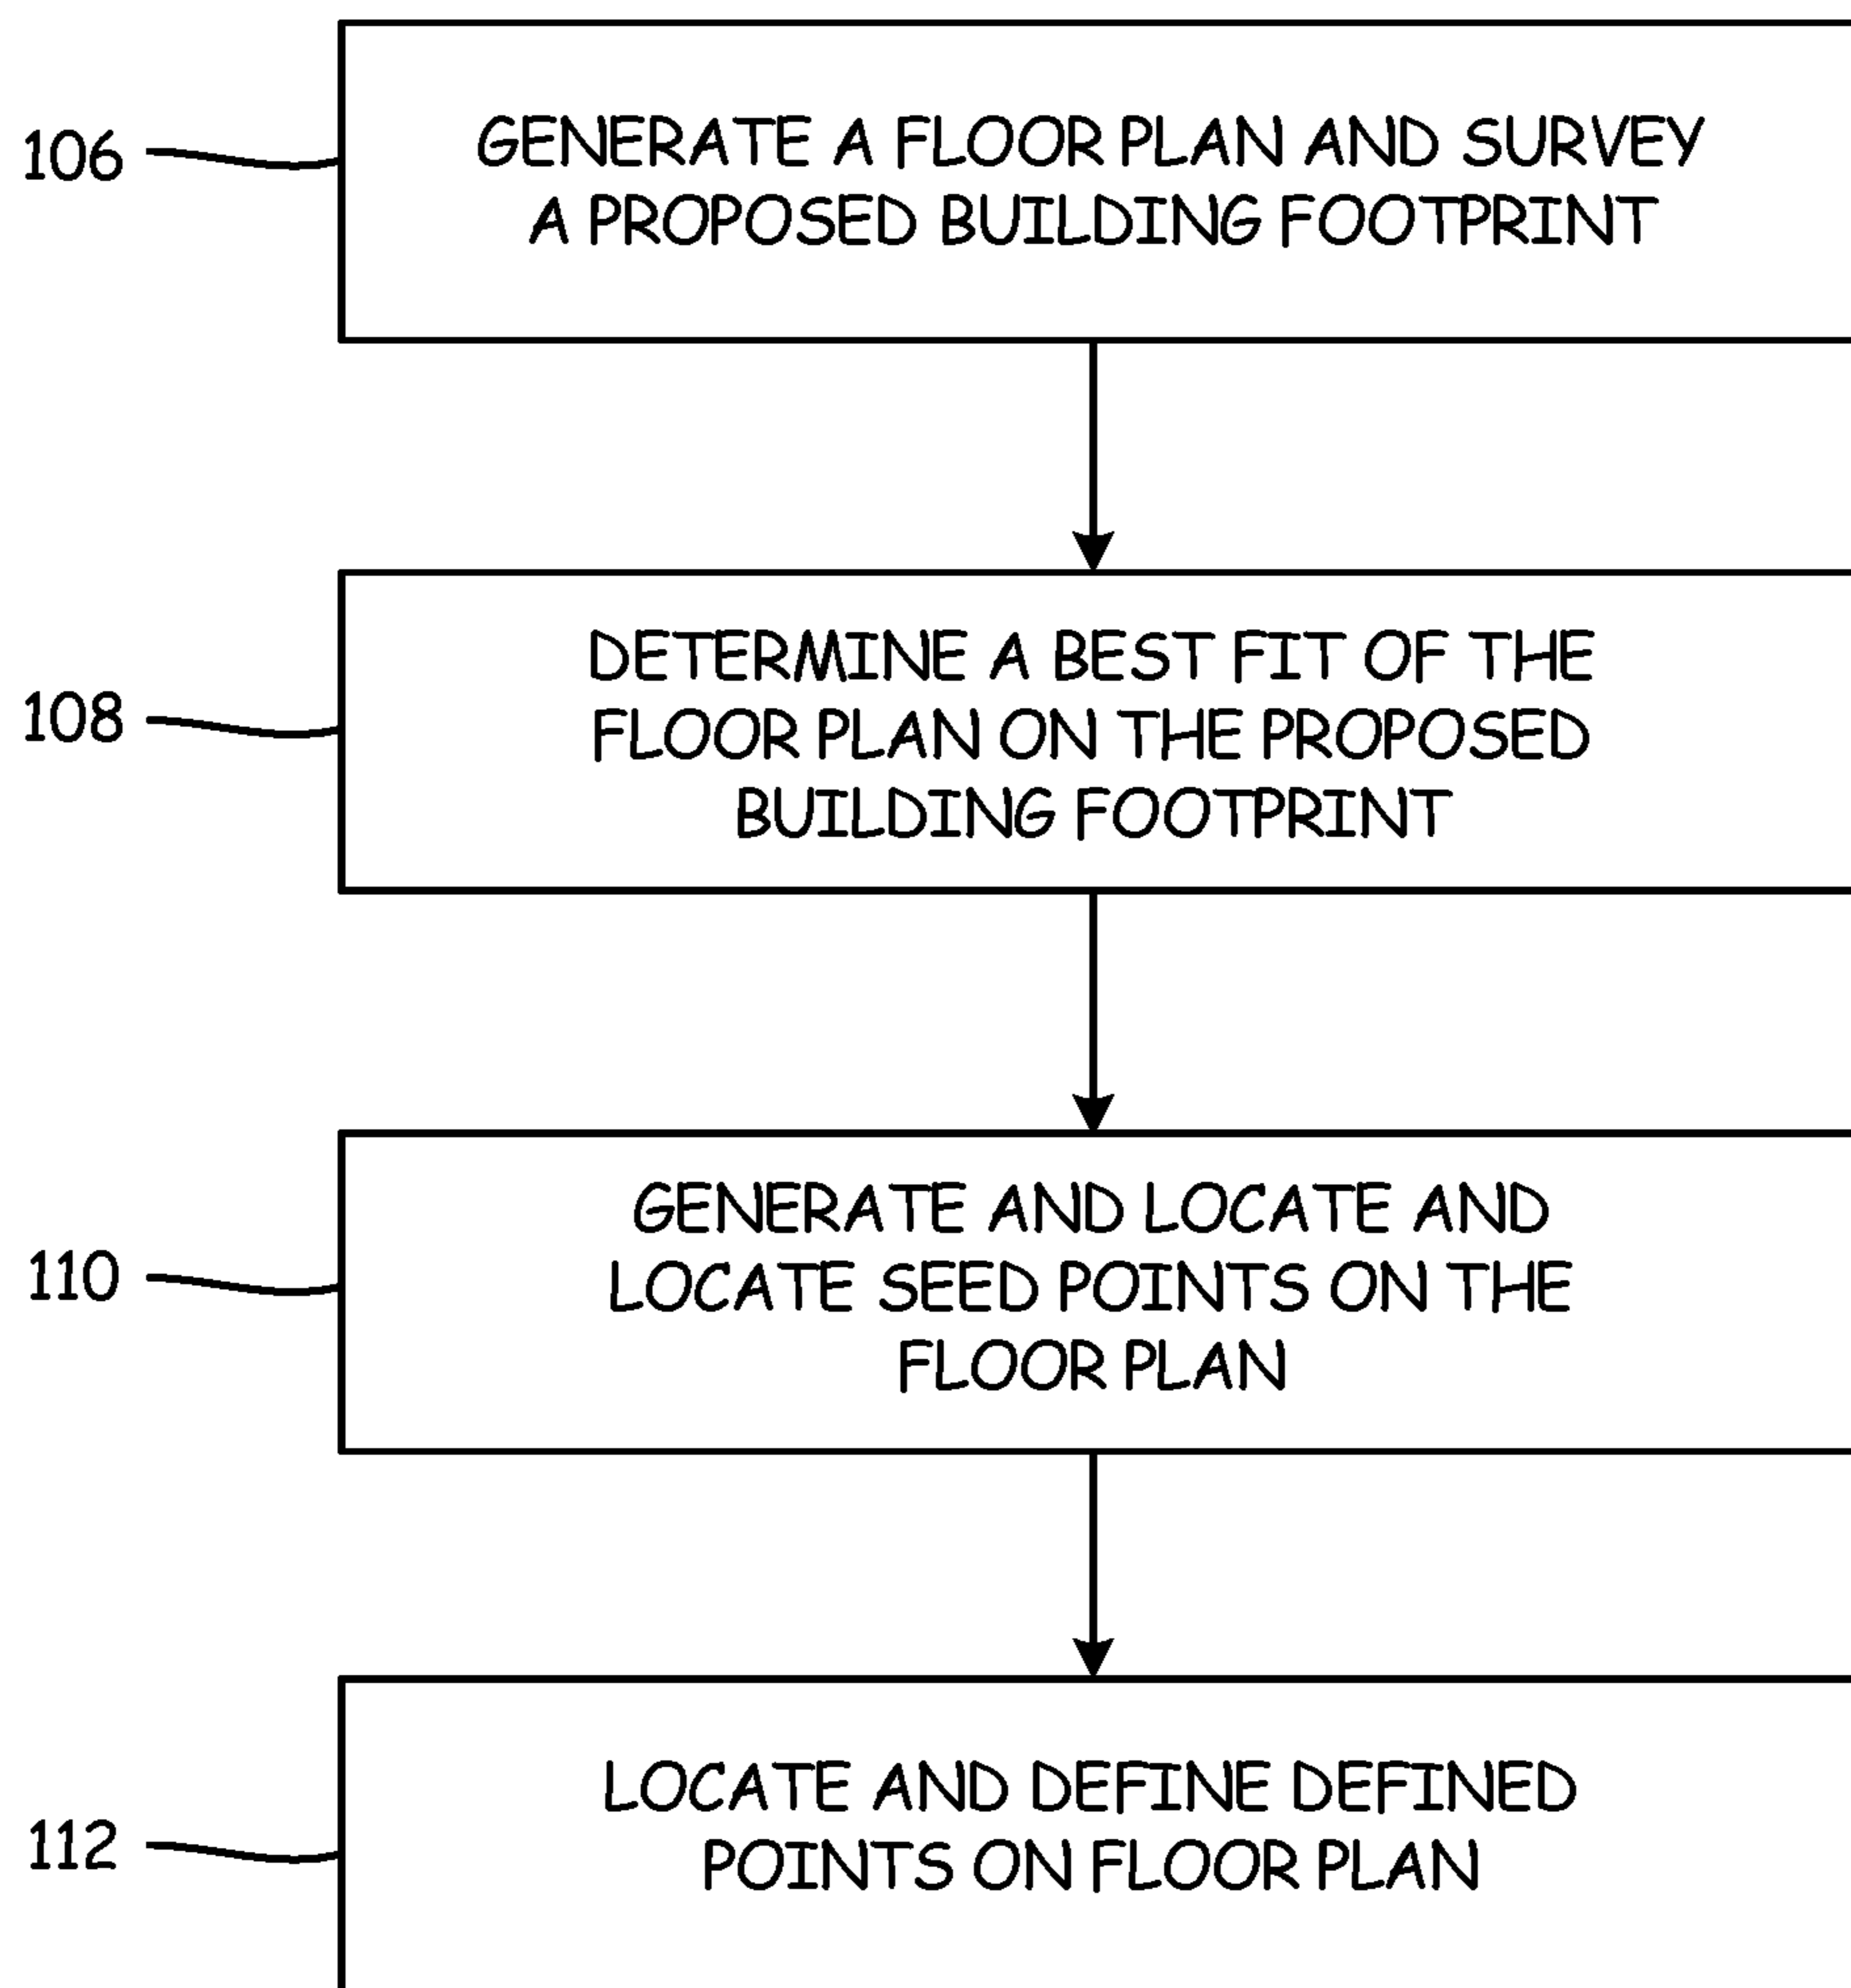 106
GENERATE A FLOOR PLAN AND SURVEY
A PROPOSED BUILDING FOOTPRINT
108
DETERMINE A BEST FIT OF THE
FLOOR PLAN ON THE PROPOSED
BUILDING FOOTPRINT
110
GENERATE AND LOCATE AND
LOCATE SEED POINTS ON THE
FLOOR PLAN
112
LOCATE AND DEFINE DEFINED
POINTS ON FLOOR PLAN